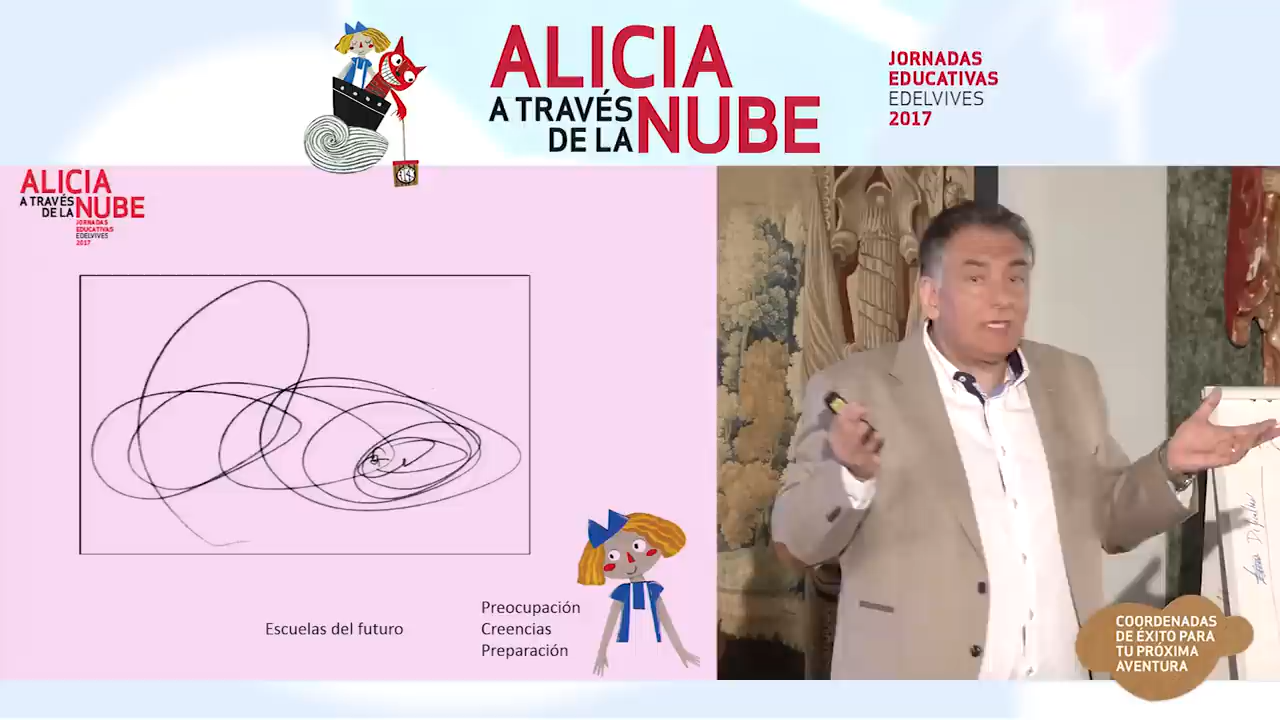 ALICIA
A TRAVÉS
DE LA NUBE
JORNADAS
EDUCATIVAS
EDELVIVES
2017
ALICIA
A TRAVÉS
DE LA NUBE
JORNADAS
EDUCATIVAS
EDELVIVES
2017
Escuelas del futuro
Preocupación
Creencias
Preparación
COORDENADAS
DE ÉXITO PARA
TU PRÓXIMA
AVENTURA